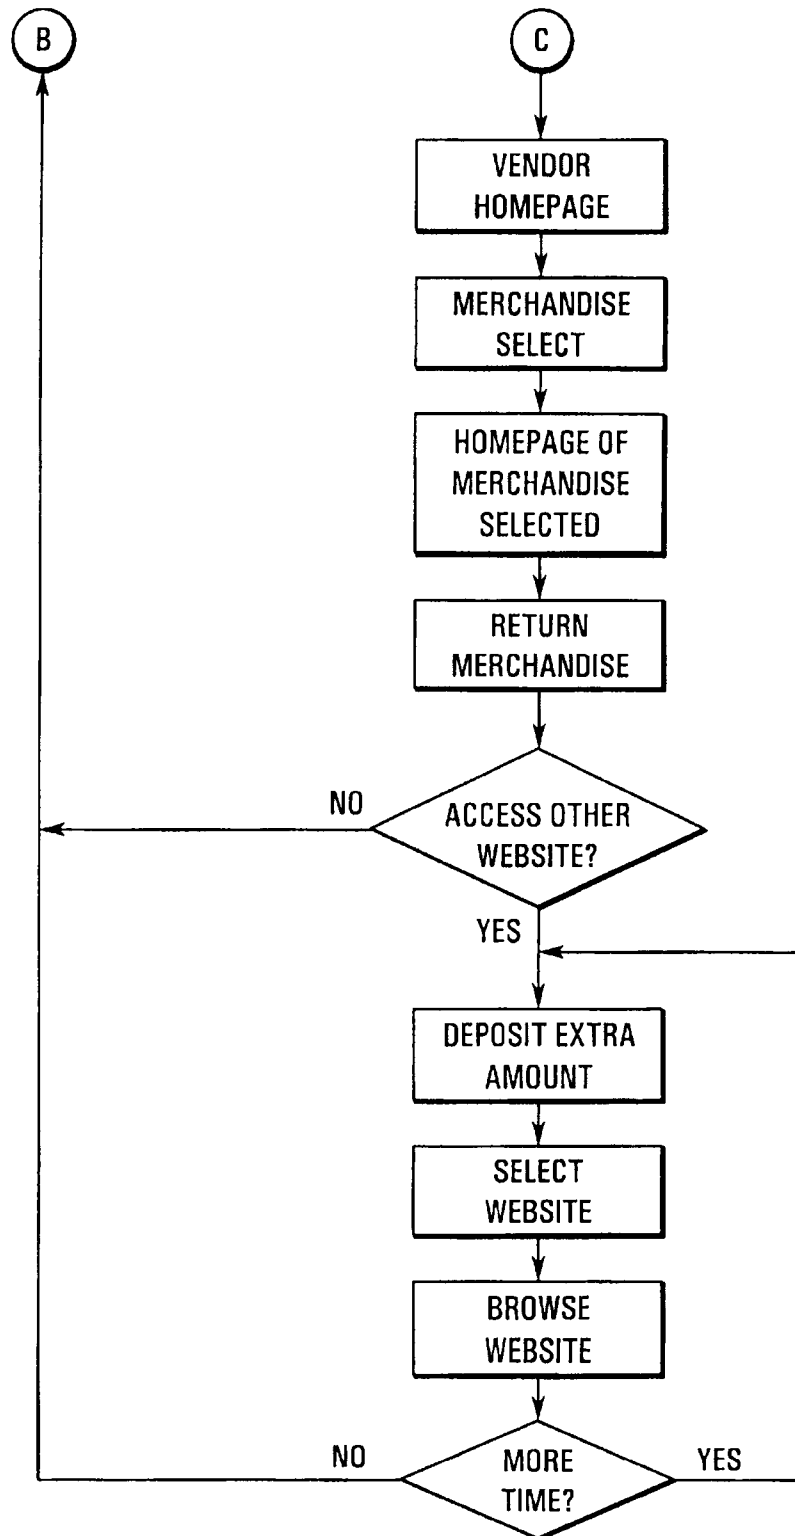 B
C
VENDOR
HOMEPAGE
MERCHANDISE
SELECT
HOMEPAGE OF
MERCHANDISE
SELECTED
RETURN
MERCHANDISE
NO
ACCESS OTHER
WEBSITE?
YES
DEPOSIT EXTRA
AMOUNT
SELECT
WEBSITE
BROWSE
WEBSITE
NO
MORE
TIME?
YES